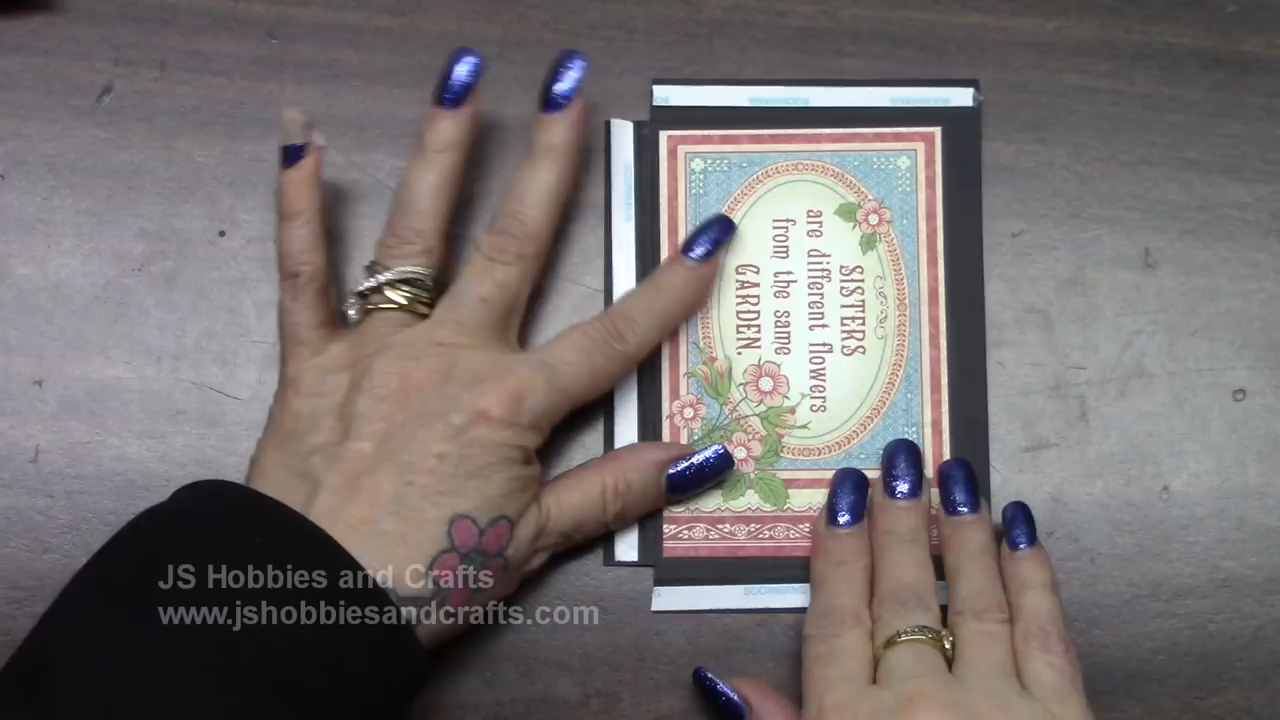 SISTERS
are different flowers
from the same
GARDEN.
JS Hobbies and Crafts
www.jshobbiesandcrafts.com